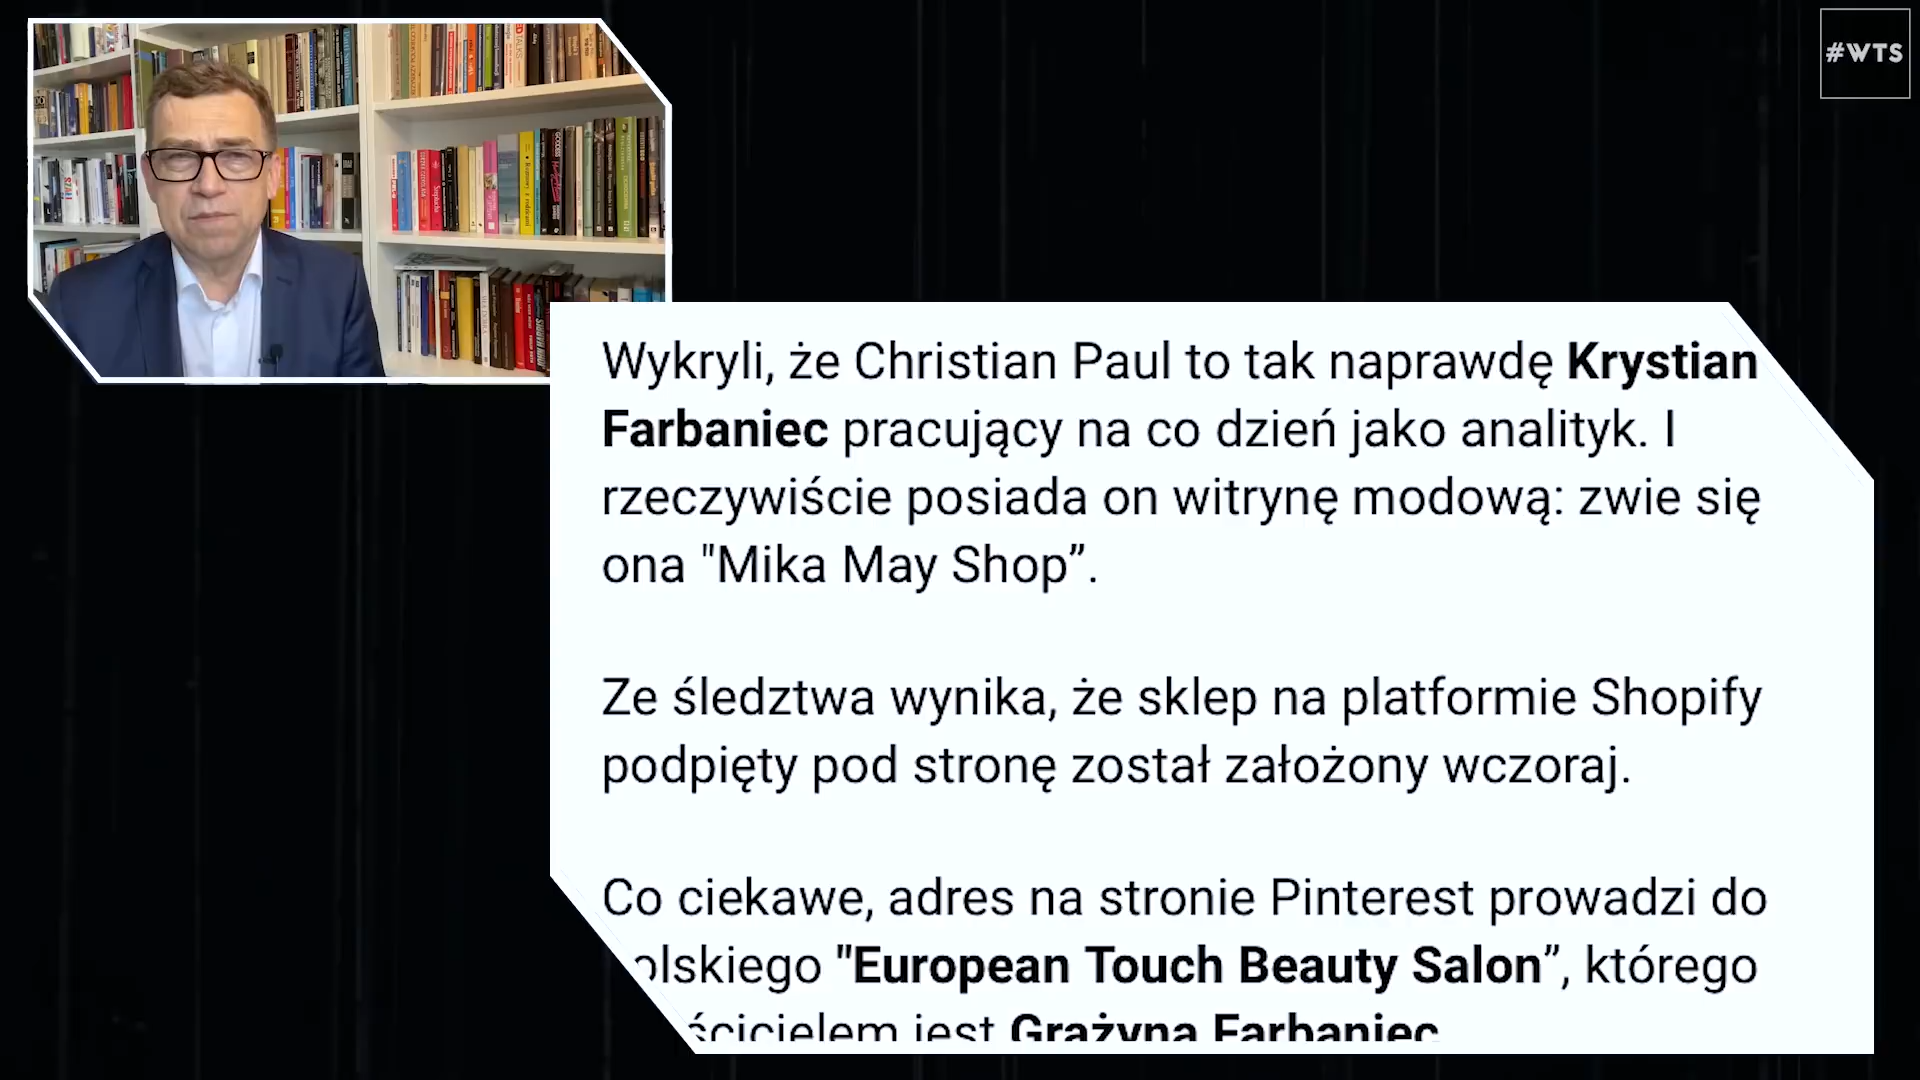 #WTS
Wykryli, że Christian Paul to tak naprawdę Krystian
Farbaniec pracujący na co dzień jako analityk. I
rzeczywiście posiada on witrynę modową: zwie się
ona "Mika May Shop”.
Ze śledztwa wynika, że sklep na platformie Shopify
podpięty pod stronę został założony wczoraj.
Co ciekawe, adres na stronie Pinterest prowadzi do
olskiego "European Touch Beauty Salon”, którego
ścicielem jest Grażyna Farbaniec